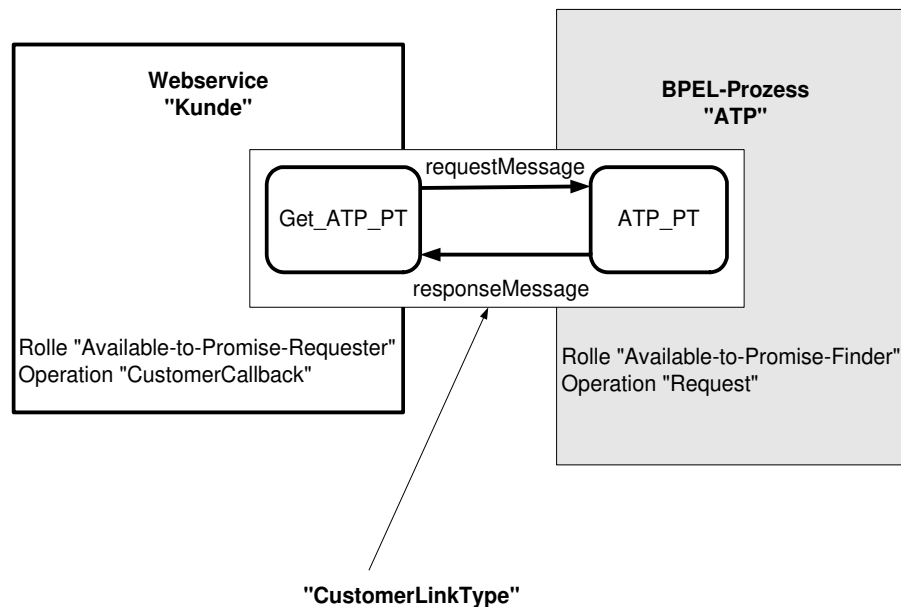 Webservice
"Kunde"
BPEL-Prozess
"ATP"
requestMessage
Get_ATP_PT
ATP_PT
responseMessage
Rolle "Available-to-Promise-Requester"
Operation "CustomerCallback"
Rolle "Available-to-Promise-Finder"
Operation "Request"
"CustomerLinkType"